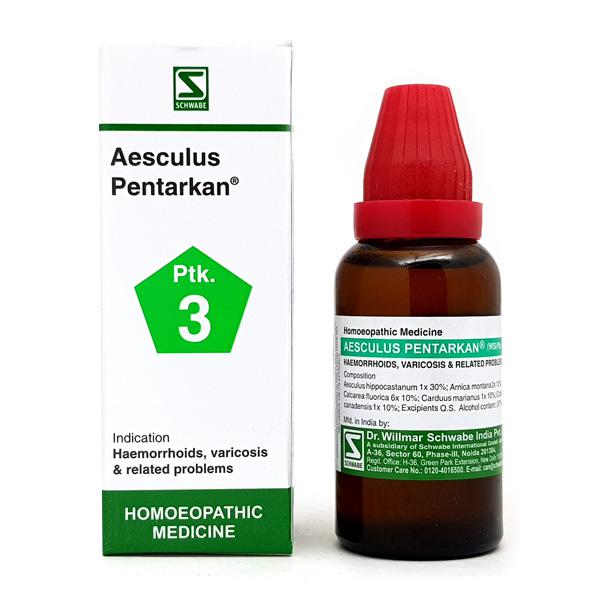 SCHWABE
Aesculus
Pentarkan®
Ptk.
3
Indication
Haemorrhoids, varicosis
& related problems
HOMOEOPATHIC
MEDICINE
Homoeopathic Medicine
AESCULUS PENTARKAN®
HAEMORRHOIDS, VARICOSIS & RELATED
Composition
Aesculus hippocastanum 1x 30%; Arnica montana
Calcarea fluorica 6x 10%; Carduus marianus 1x 10%;
canadensis 1x 10%; Excipients Q.S. Alcohol content
Mfd. in India by:
SCHWABE
Dr. Willmar Schwabe India Pvt.
A subsidiary of Schwabe International GmbH,
A-36, Sector 60, Phase-III, Noida 201304,
Regd. Office: H-36, Green Park Extension, New Delhi
Customer Care No.: 0120-4016500. E-mail: